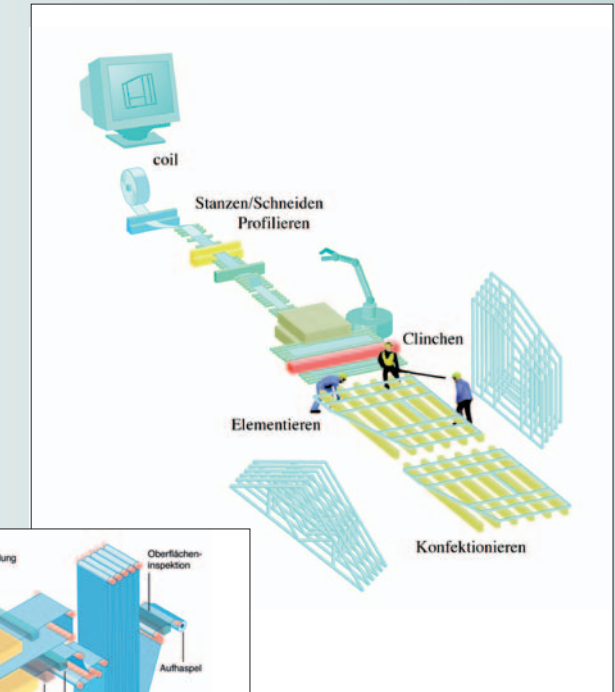 coil
Stanzen/Schneiden
Profilieren
Clinchen
Elementieren
Konfektionieren
Oberflächen-
inspektion
Aufhaspel